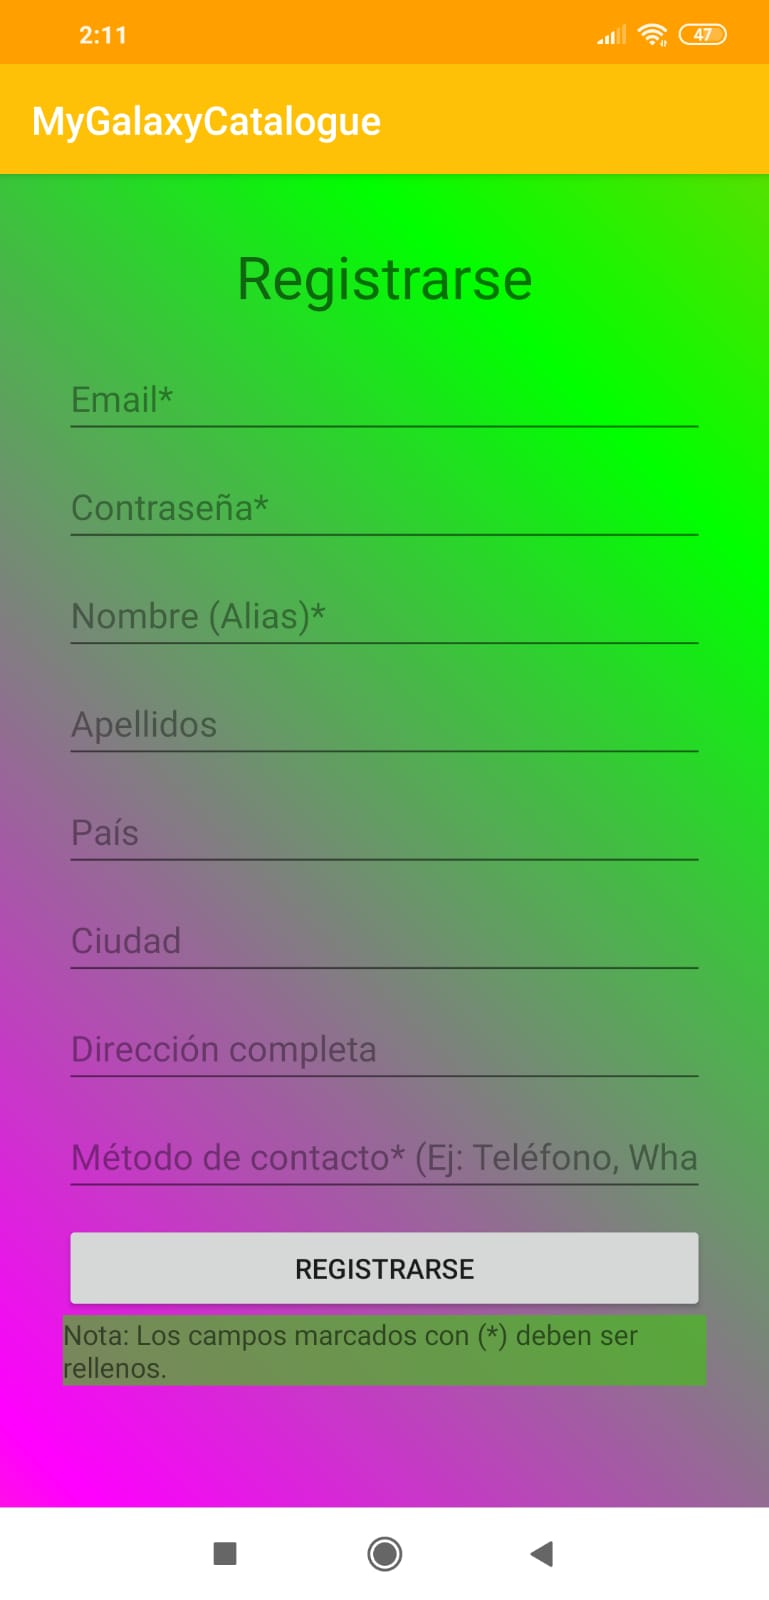 2:11
47
MyGalaxyCatalogue
Registrarse
Email*
Contraseña*
Nombre (Alias)*
Apellidos
País
Ciudad
Dirección completa
Método de contacto* (Ej: Teléfono, Wha
REGISTRARSE
Nota: Los campos marcados con (*) deben ser
rellenos.